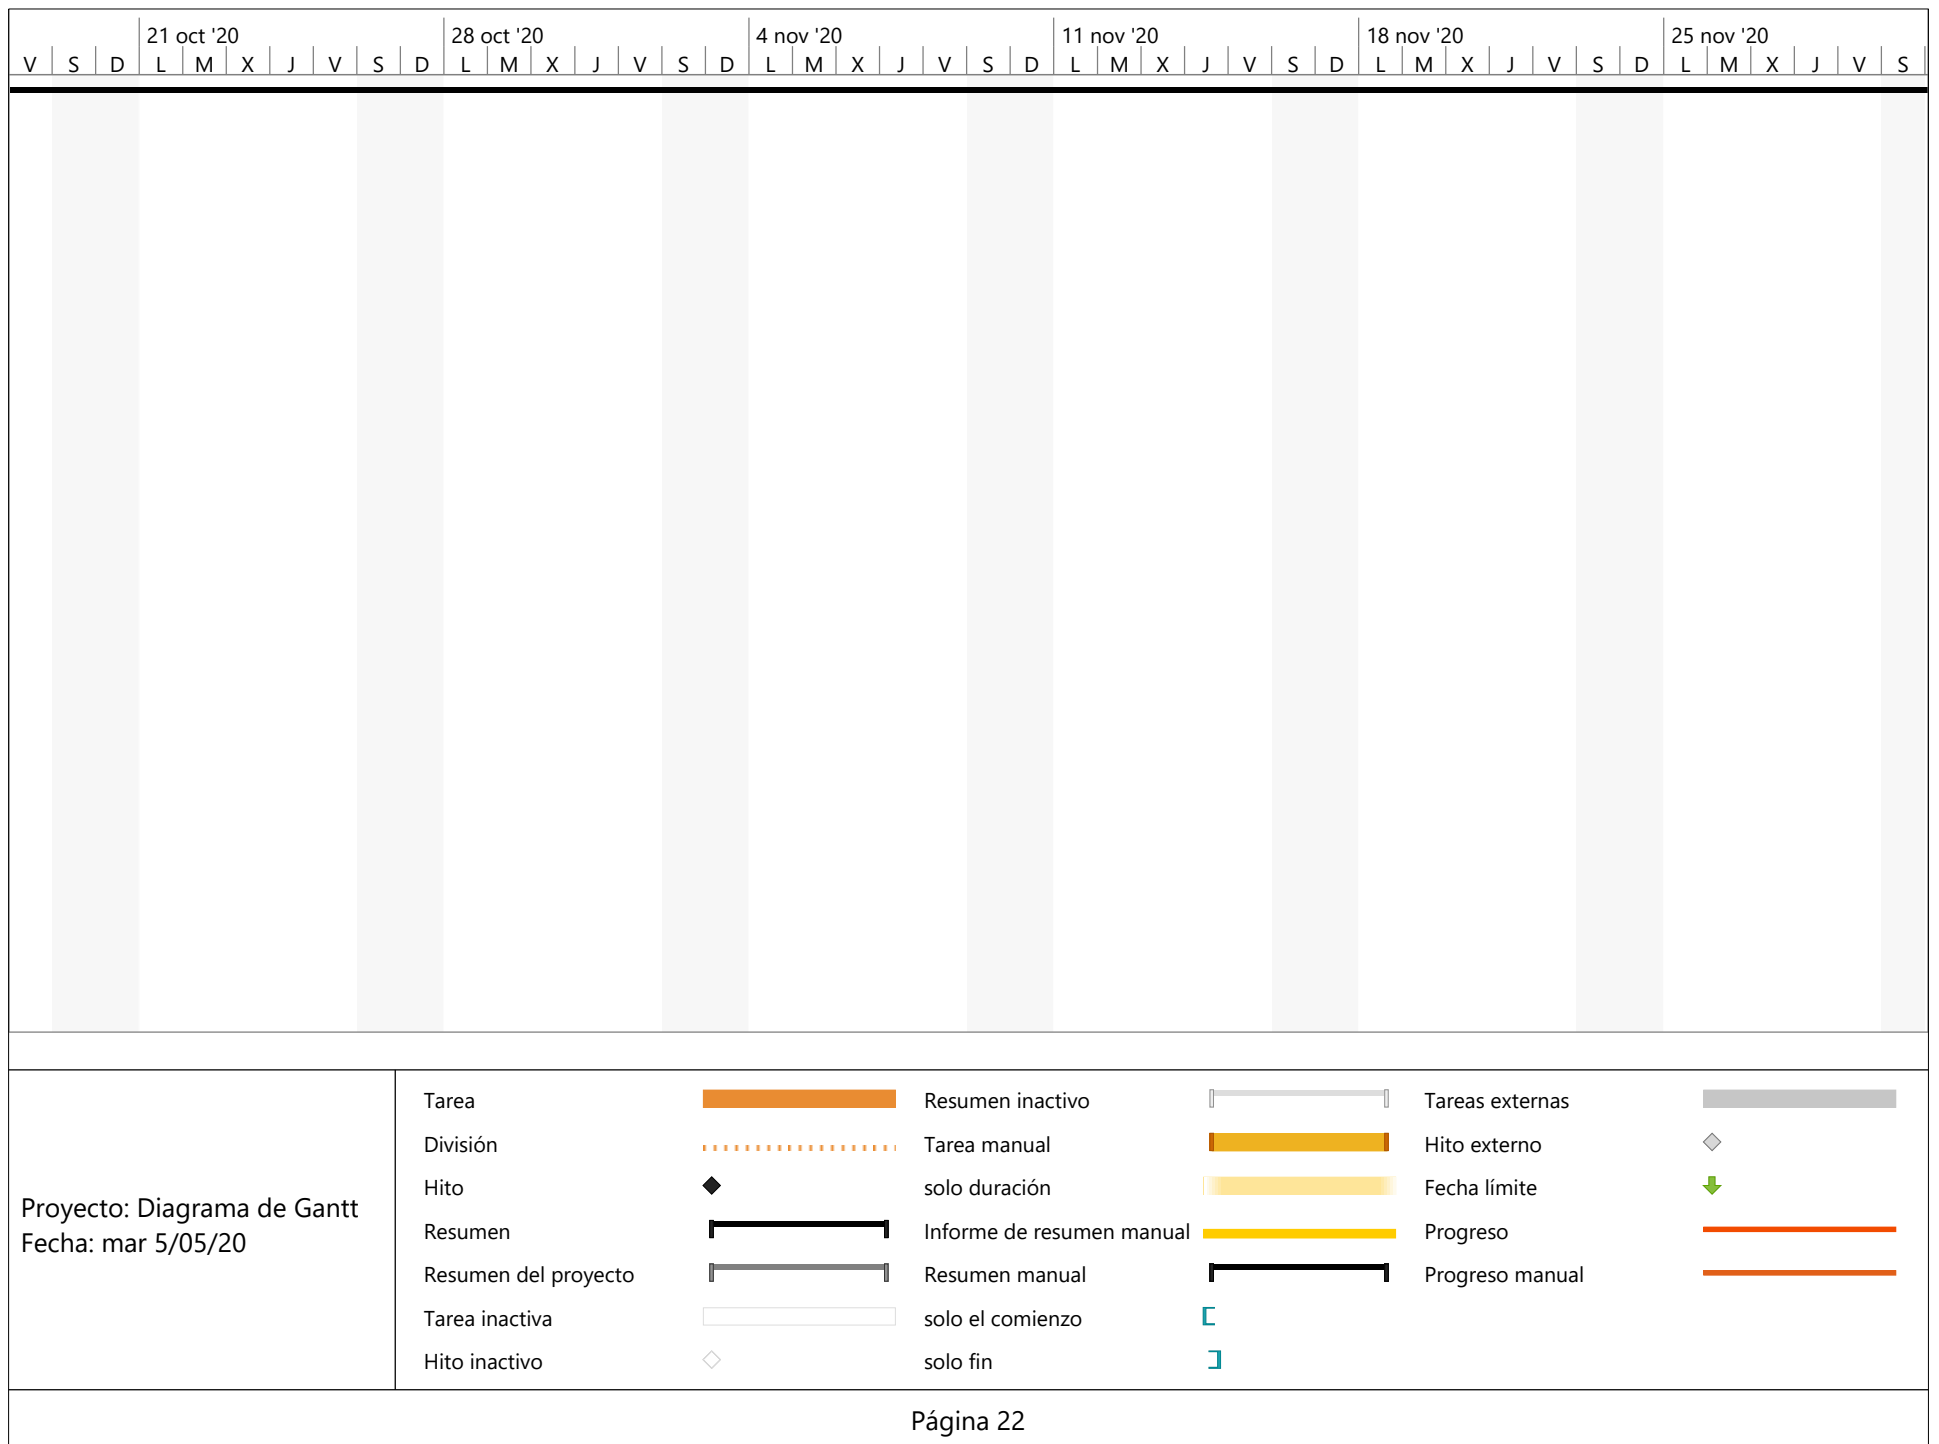 21 oct '20 28 oct '20 4 nov '20 11 nov '20 18 nov '20 25 nov '20
V S D L M X J V S D L M X J V S D L M X J V S D L M X J V S D L M X J V S D L M X J V S
Proyecto: Diagrama de Gantt
Fecha: mar 5/05/20
Tarea
División
Hito
Resumen
Resumen del proyecto
Tarea inactiva
Hito inactivo
Resumen inactivo
Tarea manual
solo duración
Informe de resumen manual
Resumen manual
solo el comienzo
solo fin
Tareas externas
Hito externo
Fecha límite
Progreso
Progreso manual
Página 22